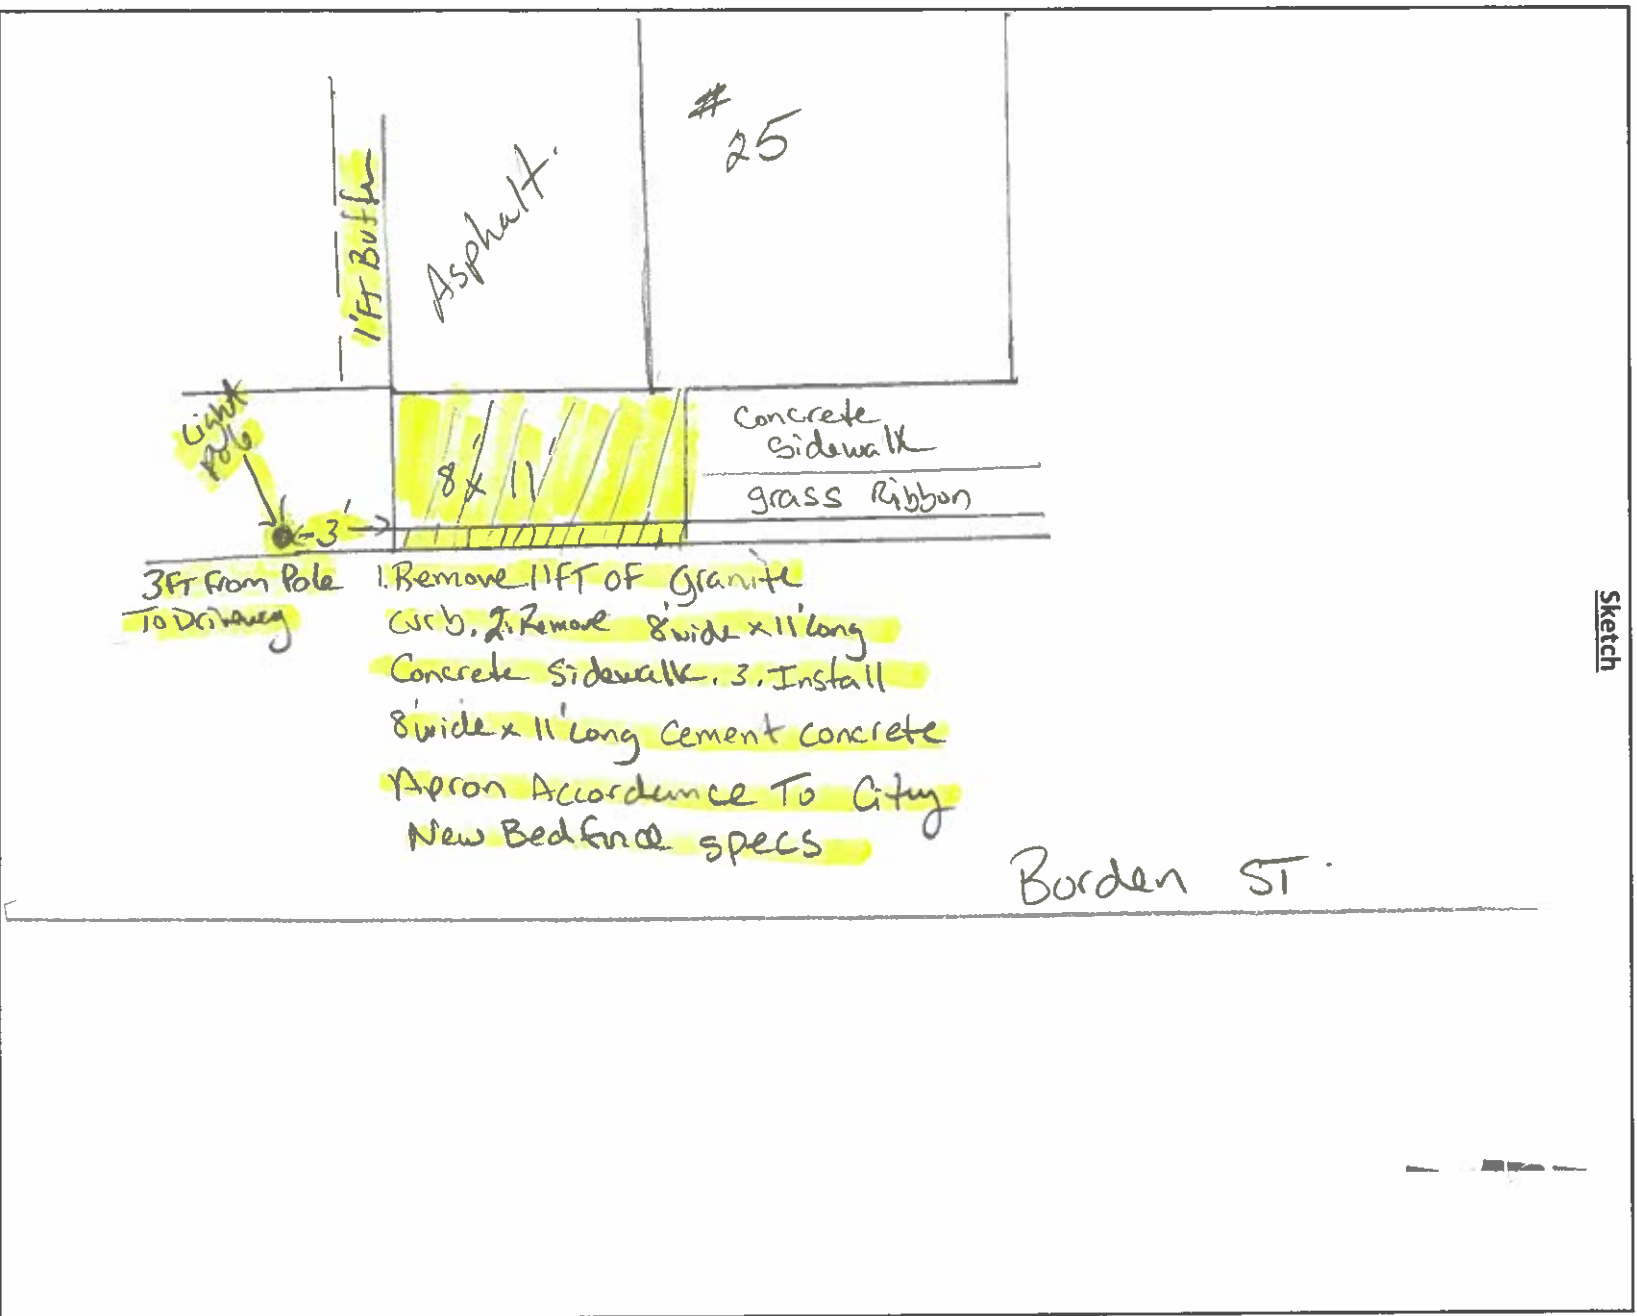 #
25
Asphalt.
1'FT Buffer
Light
Pole
Concrete
Sidewalk
8' x 11'
grass Ribbon
3'
3FT From Pole
To Driveway
1. Remove 11FT OF Granite
curb. 2. Remove 8'wide x 11'Long
Concrete Sidewalk. 3. Install
8'wide x 11'Long Cement concrete
Apron Accordance To City
New Bedford specs
Borden ST.
Sketch